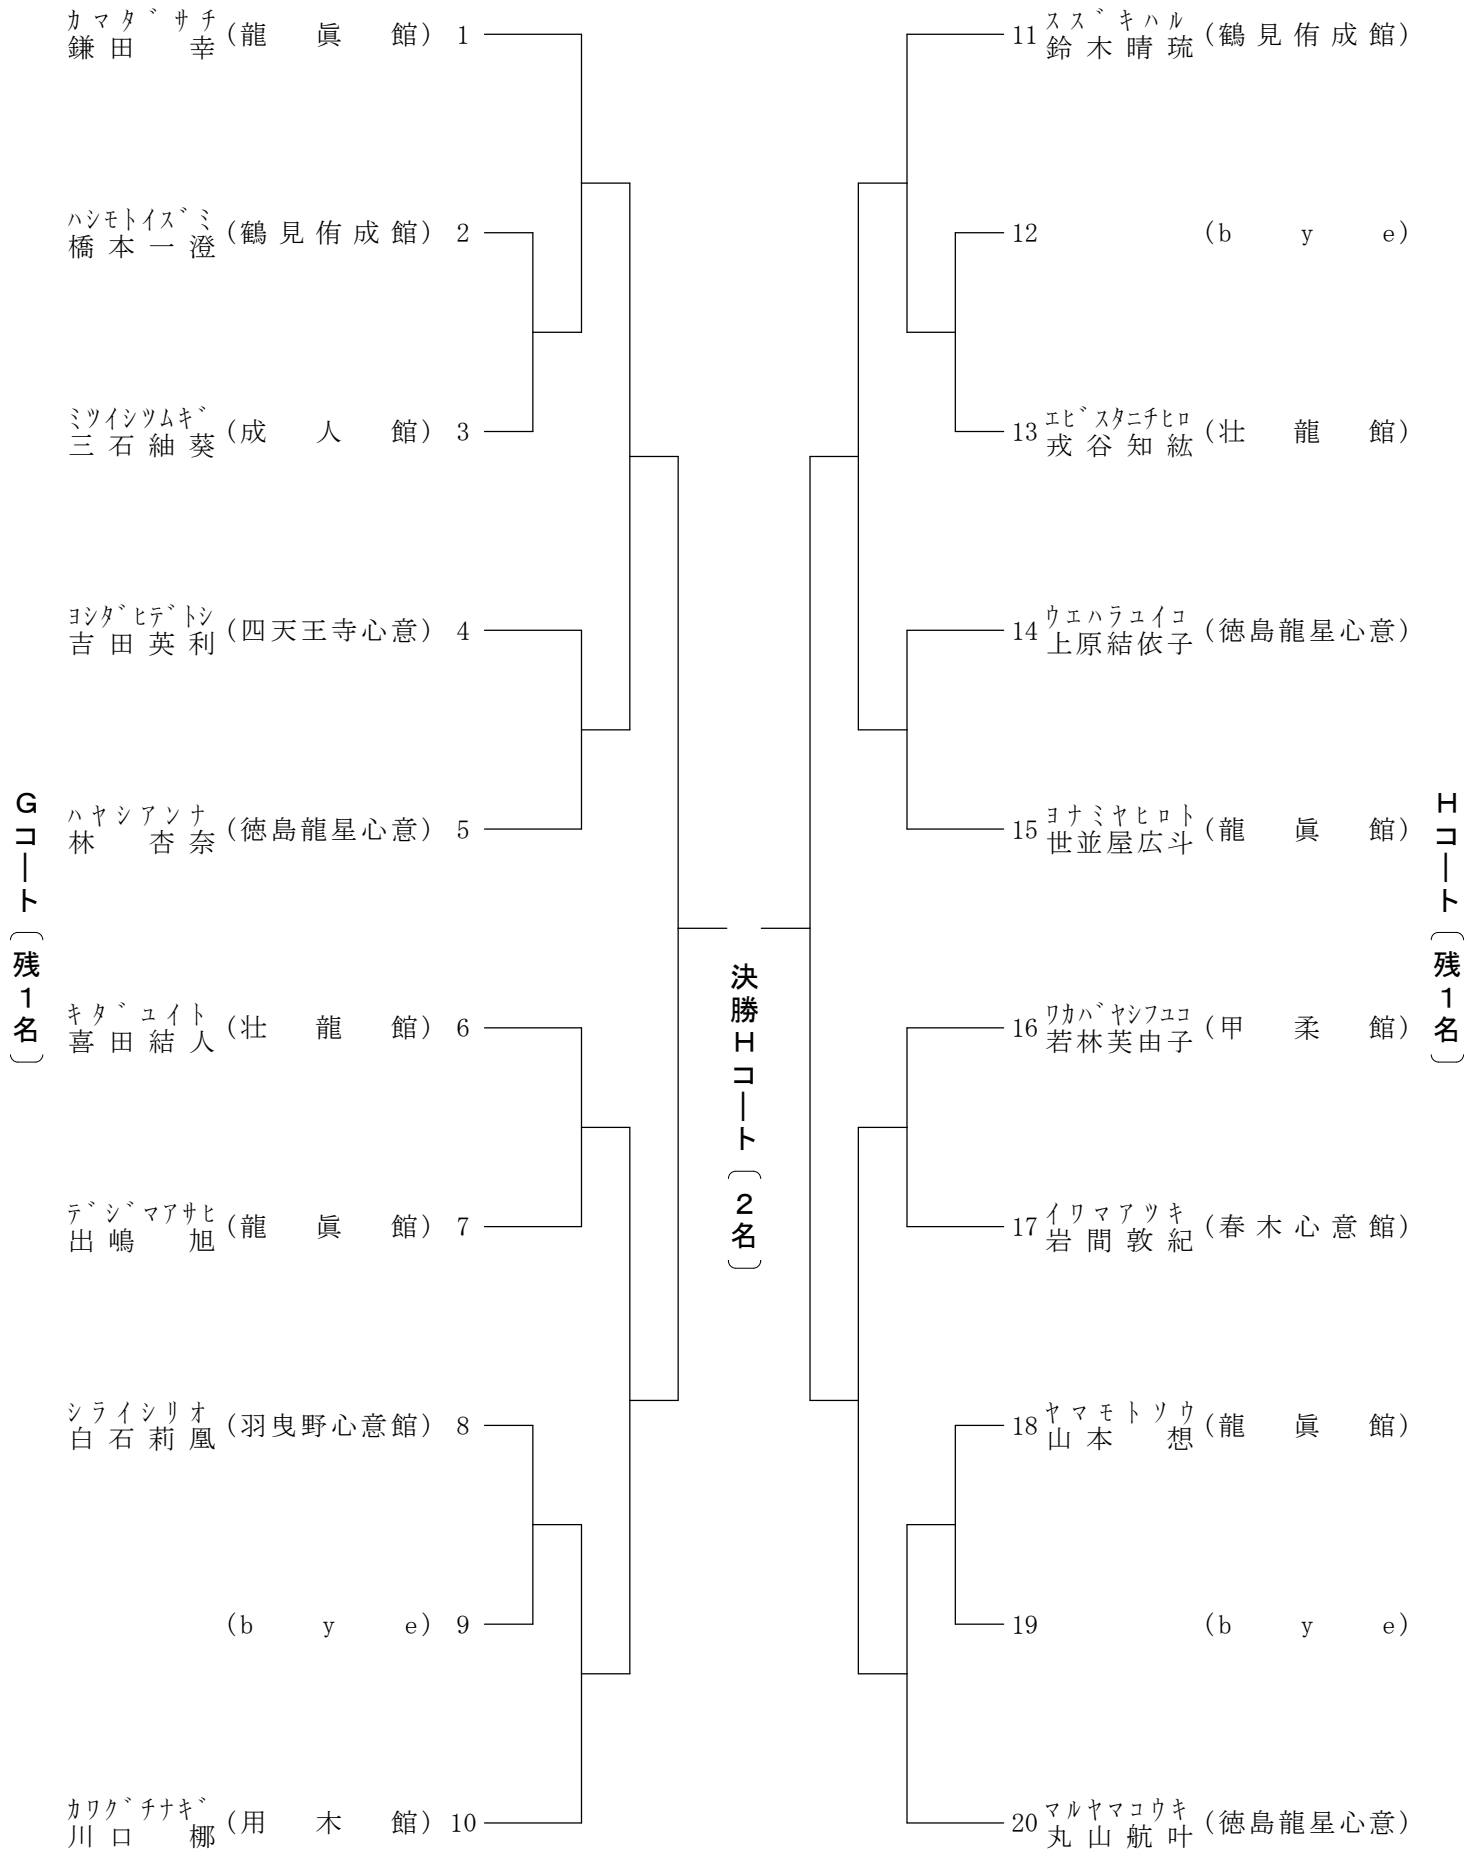 カマダサチ
鎌田 幸 (龍眞館) 1
ハシモトイズミ
橋本一澄 (鶴見侑成館) 2
ミツイシツムギ
三石紬葵 (成人館) 3
ヨシダヒデトシ
吉田英利 (四天王寺心意) 4
ハヤシアンナ
林 杏奈 (徳島龍星心意) 5
キダユイト
喜田結人 (壮龍館) 6
デジマアサヒ
出嶋 旭 (龍眞館) 7
シライシリオ
白石莉凰 (羽曳野心意館) 8
(bye) 9
カワグチナギ
川口 梛 (用木館) 10
Gコート〔残1名〕
決勝Hコート〔2名〕
スズキハル
11 鈴木晴琉 (鶴見侑成館)
12 (bye)
エビスタニチヒロ
13 戎谷知紘 (壮龍館)
ウエハラユイコ
14 上原結依子 (徳島龍星心意)
ヨナミヤヒロト
15 世並屋広斗 (龍眞館)
ワカバヤシフユコ
16 若林芙由子 (甲柔館)
イワマアツキ
17 岩間敦紀 (春木心意館)
ヤマモトソウ
18 山本 想 (龍眞館)
19 (bye)
マルヤマコウキ
20 丸山航叶 (徳島龍星心意)
Hコート〔残1名〕